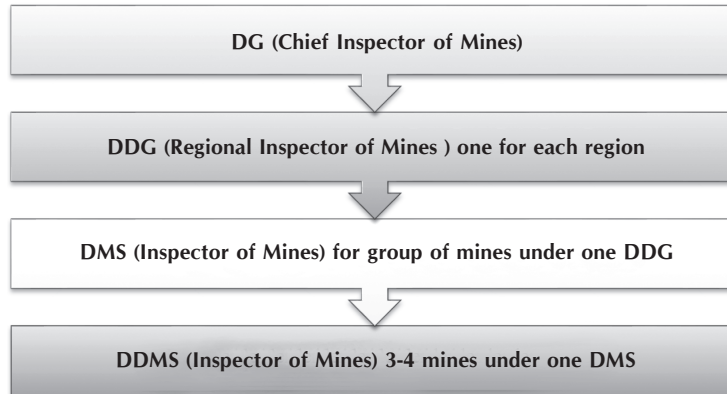 DG (Chief Inspector of Mines)
DDG (Regional Inspector of Mines ) one for each region
DMS (Inspector of Mines) for group of mines under one DDG
DDMS (Inspector of Mines) 3-4 mines under one DMS